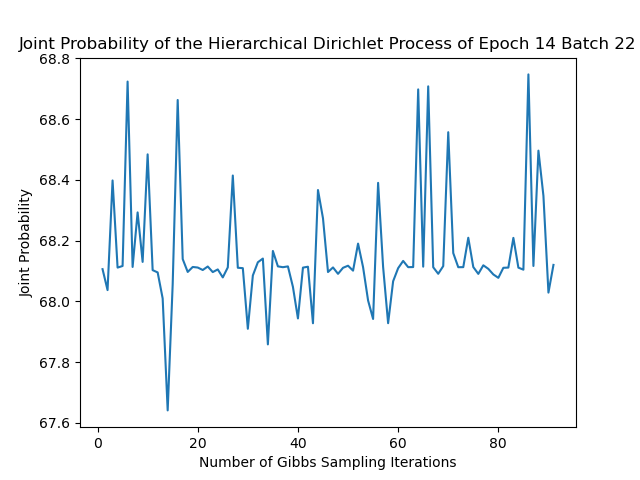 Joint Probability of the Hierarchical Dirichlet Process of Epoch 14 Batch 22
68.8
68.6
68.4
68.2
68.0
67.8
67.6
Joint Probability
0 20 40 60 80
Number of Gibbs Sampling Iterations